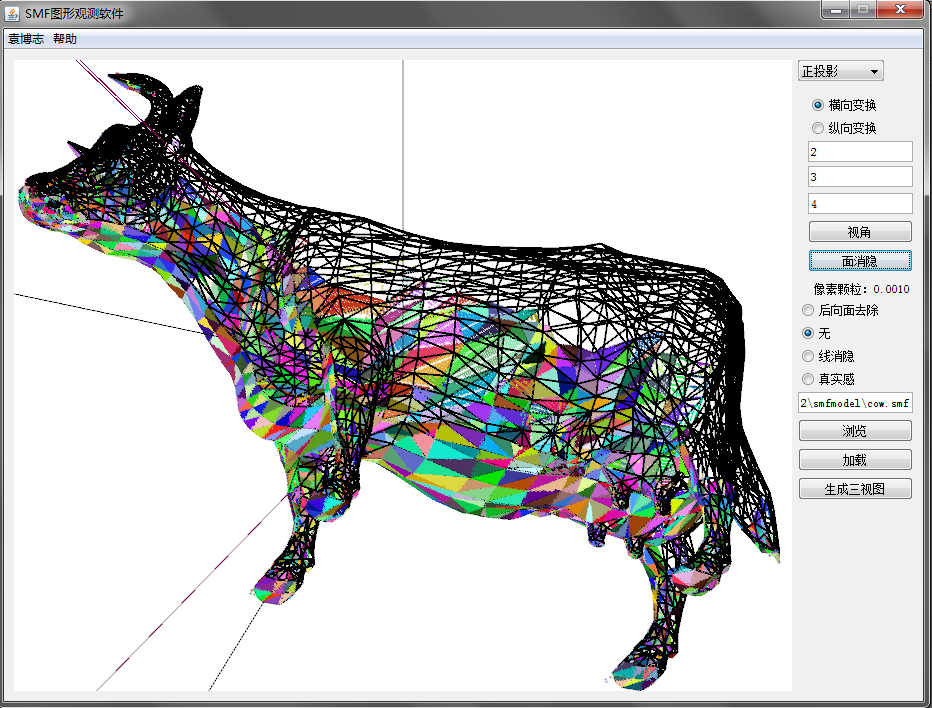 SMF图形观测软件
袁博志 帮助
正投影
横向变换
纵向变换
2
3
4
视角
面消隐
像素颗粒：0.0010
后向面去除
无
线消隐
真实感
2\smfmodel\cow.smf
浏览
加载
生成三视图